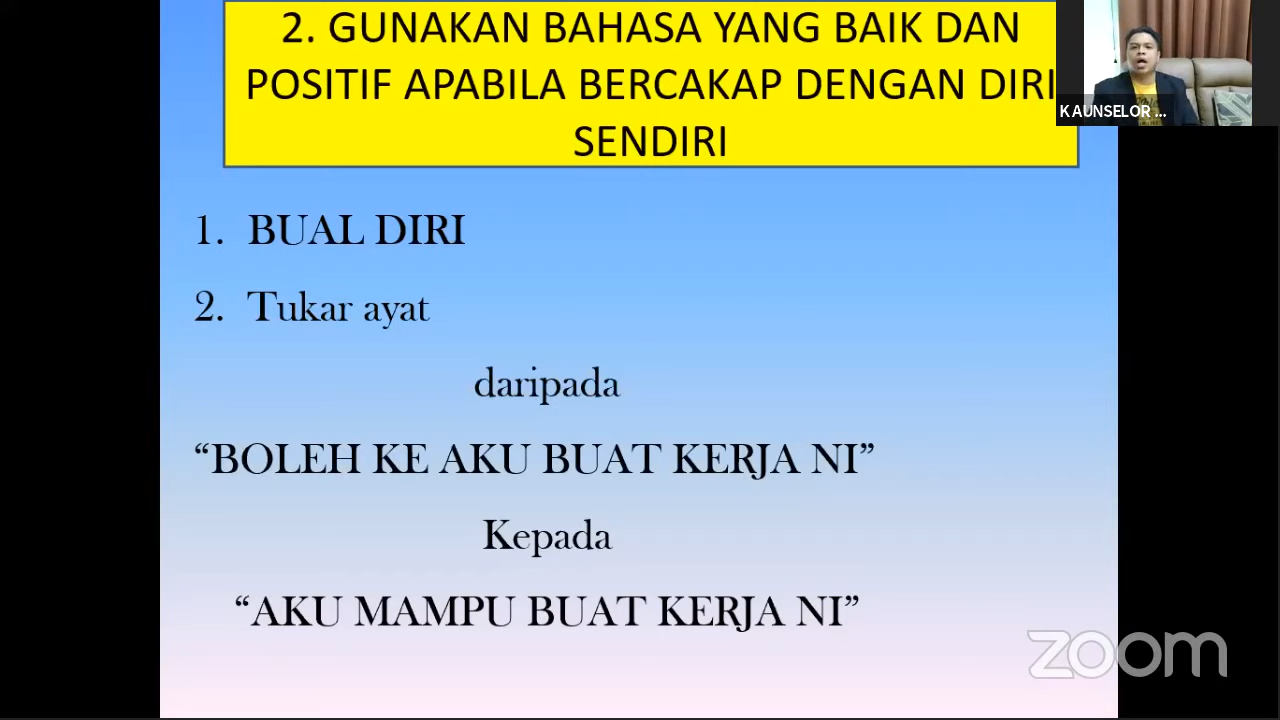 2. GUNAKAN BAHASA YANG BAIK DAN
POSITIF APABILA BERCAKAP DENGAN DIRI
SENDIRI
KAUNSELOR ...
1. BUAL DIRI
2. Tukar ayat
daripada
“BOLEH KE AKU BUAT KERJA NI”
Kepada
“AKU MAMPU BUAT KERJA NI”
zoom